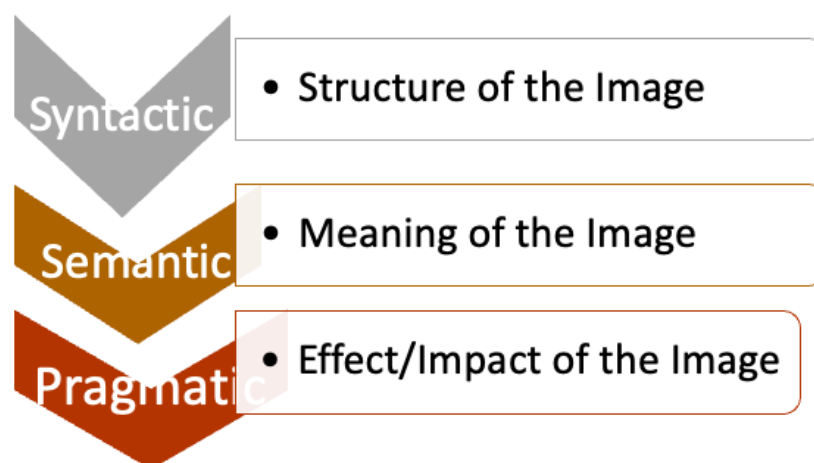 Syntactic
• Structure of the Image
Semantic
• Meaning of the Image
Pragmatic
• Effect/Impact of the Image